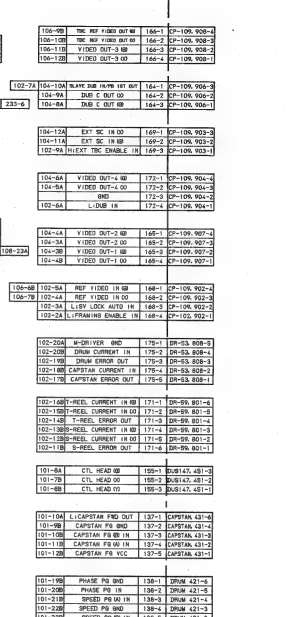 106-9B TBC REF VIDEO OUT (G) 166-1 CP-109. 908-4
106-10B TBC REF VIDEO OUT (X) 166-2 CP-109. 908-3
106-11B VIDEO OUT-3 (G) 166-3 CP-109. 908-2
106-12B VIDEO OUT-3 (X) 166-4 CP-109. 908-1
102-7A 104-10A SLAVE DUB IN/PB 1ST OUT 164-1 CP-109. 906-3
104-9A DUB C OUT (X) 164-2 CP-109. 906-2
233-6 104-8A DUB C OUT (G) 164-3 CP-109. 906-1
104-12A EXT SC IN (X) 169-1 CP-109. 903-3
104-11A EXT SC IN (G) 169-2 CP-109. 903-2
102-9A H:EXT TBC ENABLE IN 169-3 CP-109. 903-1
104-6A VIDEO OUT-4 (G) 172-1 CP-109. 904-4
104-5A VIDEO OUT-4 (X) 172-2 CP-109. 904-3
GND 172-3 CP-109. 904-2
102-6A L:DUB IN 172-4 CP-109. 904-1
104-4A VIDEO OUT-2 (G) 165-1 CP-109. 907-4
104-3A VIDEO OUT-2 (X) 165-2 CP-109. 907-3
108-23A 104-3B VIDEO OUT-1 (G) 165-3 CP-109. 907-2
104-4B VIDEO OUT-1 (X) 165-4 CP-109. 907-1
106-6B 102-5A REF VIDEO IN (G) 168-1 CP-109. 902-4
106-7B 102-4A REF VIDEO IN (X) 168-2 CP-109. 902-3
102-3A L:SV LOCK AUTO IN 168-3 CP-109. 902-2
102-2A L:FRAMING ENABLE IN 168-4 CP-102. 902-1
102-20A M-DRIVER GND 175-1 DR-53. 808-5
102-20B DRUM CURRENT IN 175-2 DR-53. 808-4
102-19B DRUM ERROR OUT 175-3 DR-53. 808-3
102-18B CAPSTAN CURRENT IN 175-4 DR-53. 808-2
102-17B CAPSTAN ERROR OUT 175-5 DR-53. 808-1
102-16B T-REEL CURRENT IN (G) 171-1 DR-59. 801-6
102-15B T-REEL CURRENT IN (X) 171-2 DR-59. 801-5
102-14B T-REEL ERROR OUT 171-3 DR-59. 801-4
102-13B S-REEL CURRENT IN (G) 171-4 DR-59. 801-3
102-12B S-REEL CURRENT IN (X) 171-5 DR-59. 801-2
102-11B S-REEL ERROR OUT 171-6 DR-59. 801-1
101-6A CTL HEAD (G) 155-1 DUS147. 451-3
101-7B CTL HEAD (X) 155-2 DUS147. 451-2
101-6B CTL HEAD (Y) 155-3 DUS147. 451-1
101-10A L:CAPSTAN FWD OUT 137-1 CAPSTAN. 431-6
101-9B CAPSTAN FG GND 137-2 CAPSTAN. 431-4
101-10B CAPSTAN FG (B) IN 137-3 CAPSTAN. 431-3
101-11B CAPSTAN FG (A) IN 137-4 CAPSTAN. 431-2
101-12B CAPSTAN FG VCC 137-5 CAPSTAN. 431-1
101-19B PHASE PG GND 138-1 DRUM 421-6
101-20B PHASE PG IN 138-2 DRUM 421-5
101-21B SPEED PG (A) IN 138-3 DRUM 421-4
101-22B SPEED PG GND 138-4 DRUM 421-3